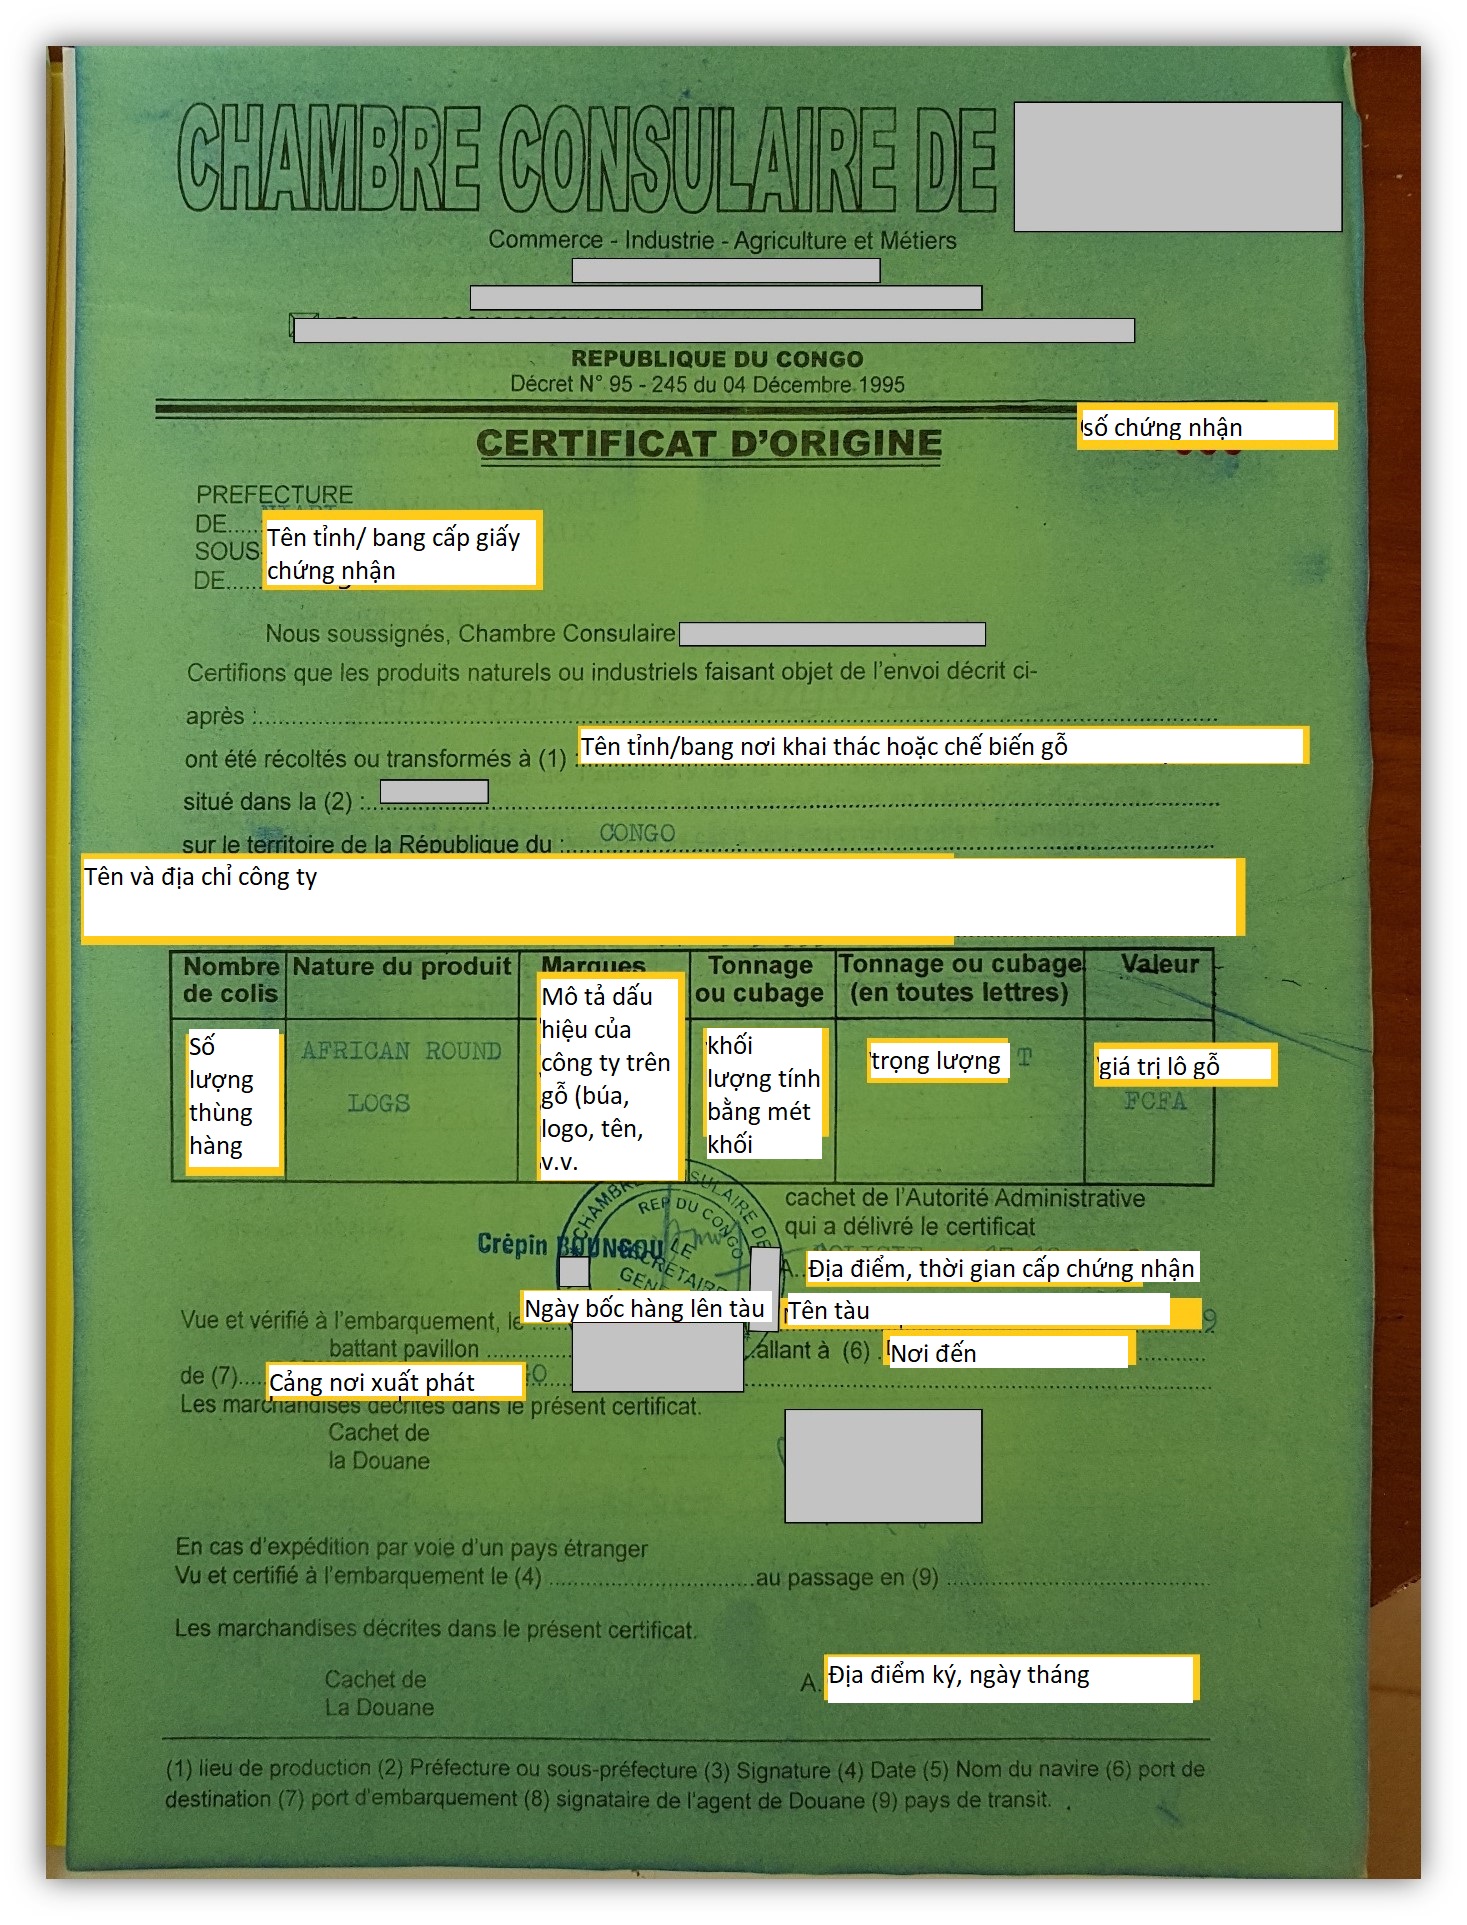 CHAMBRE CONSULAIRE DE
Commerce - Industrie - Agriculture et Métiers
REPUBLIQUE DU CONGO
Décret N° 95 - 245 du 04 Décembre 1995
số chứng nhận
CERTIFICAT D'ORIGINE
PREFECTURE
DE.....
Tên tỉnh/ bang cấp giấy
chứng nhận
SOUS-
DE......
Nous soussignés, Chambre Consulaire
Certifions que les produits naturels ou industriels faisant objet de l'envoi décrit ci-
après :
ont été récoltés ou transformés à (1) : Tên tỉnh/bang nơi khai thác hoặc chế biến gỗ
situé dans la (2) :
sur le territoire de la République du : CONGO
Tên và địa chỉ công ty
Nombre de colis
Nature du produit
Marques
Tonnage ou cubage
Tonnage ou cubage (en toutes lettres)
Valeur
Số lượng thùng hàng
AFRICAN ROUND LOGS
Mô tả dấu hiệu của công ty trên gỗ (búa, logo, tên, v.v.
khối lượng tính bằng mét khối
trọng lượng T
giá trị lô gỗ
FCFA
CHAMBRE CONSULAIRE DE
REP DU CONGO
LE
SECRETAIRE
Crépin BOUNGOU
cachet de l'Autorité Administrative
qui a délivré le certificat
A.. Địa điểm, thời gian cấp chứng nhận
Vue et vérifié à l'embarquement, le Ngày bốc hàng lên tàu Tên tàu
battant pavillon ........ allant à (6) . Nơi đến
de (7)..... Cảng nơi xuất phát
Les marchandises décrites dans le présent certificat.
Cachet de
la Douane
En cas d'expédition par voie d'un pays étranger
Vu et certifié à l'embarquement le (4) ........ au passage en (9) ........
Les marchandises décrites dans le présent certificat.
Cachet de
La Douane
A. Địa điểm ký, ngày tháng
(1) lieu de production (2) Préfecture ou sous-préfecture (3) Signature (4) Date (5) Nom du navire (6) port de
destination (7) port d'embarquement (8) signataire de l'agent de Douane (9) pays de transit.